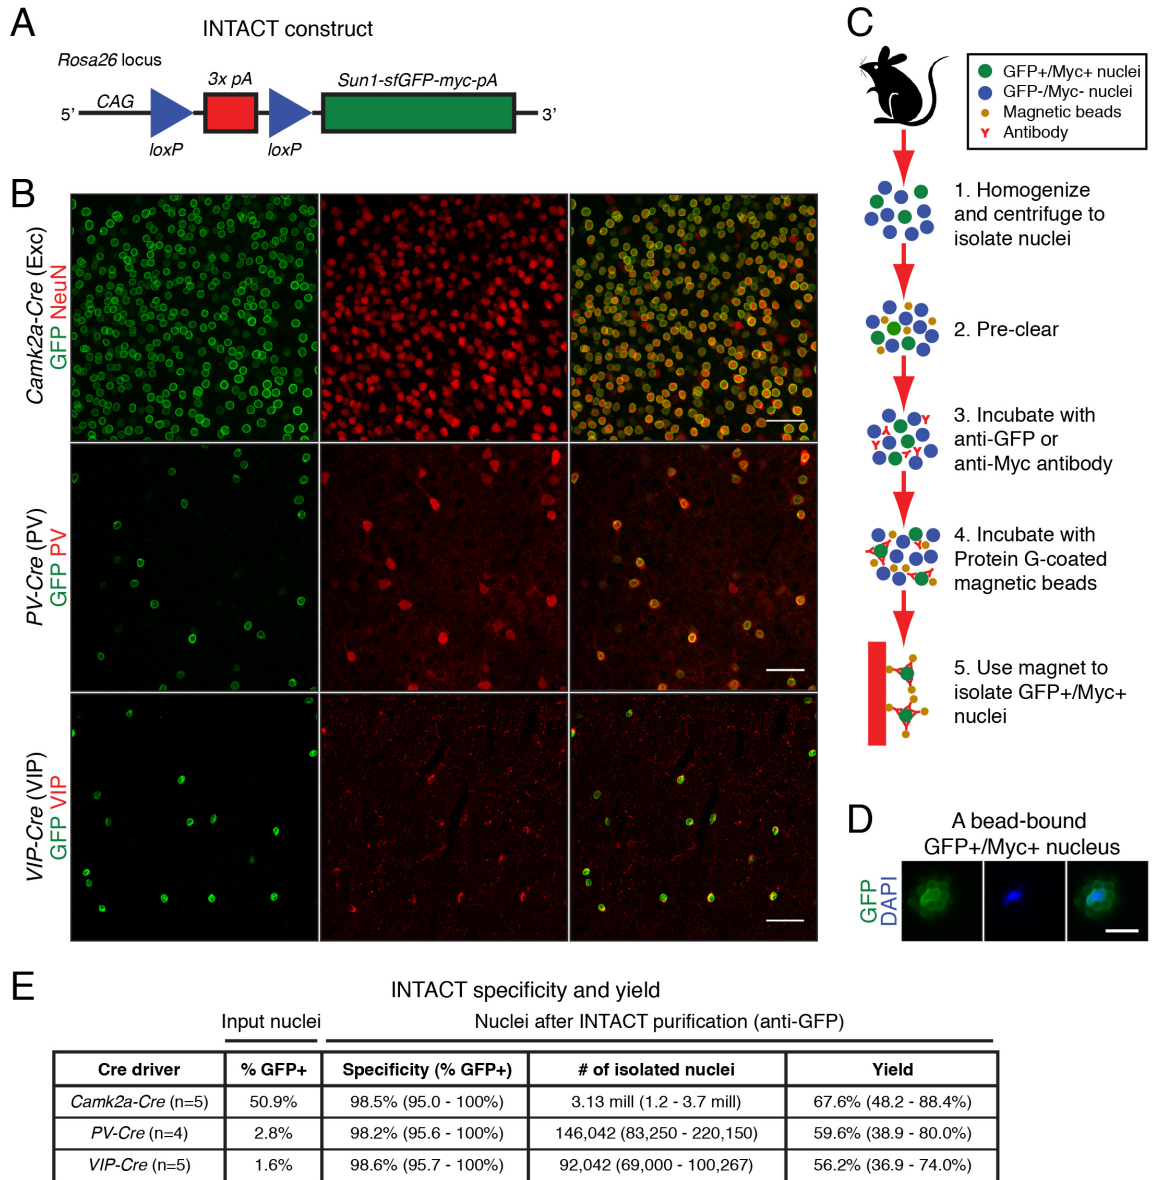 A
INTACT construct
Rosa26 locus
5’
CAG
loxP
3x pA
loxP
Sun1-sfGFP-myc-pA
3’
B
Camk2a-Cre (Exc)
GFP NeuN
PV-Cre (PV)
GFP PV
VIP-Cre (VIP)
GFP VIP
C
GFP+/Myc+ nuclei
GFP-/Myc- nuclei
Magnetic beads
Antibody
1. Homogenize
and centrifuge to
isolate nuclei
2. Pre-clear
3. Incubate with
anti-GFP or
anti-Myc antibody
4. Incubate with
Protein G-coated
magnetic beads
5. Use magnet to
isolate GFP+/Myc+
nuclei
D
A bead-bound
GFP+/Myc+ nucleus
GFP
DAPI
E
INTACT specificity and yield
Input nuclei
Nuclei after INTACT purification (anti-GFP)
Cre driver % GFP+ Specificity (% GFP+) # of isolated nuclei Yield
Camk2a-Cre (n=5) 50.9% 98.5% (95.0 - 100%) 3.13 mill (1.2 - 3.7 mill) 67.6% (48.2 - 88.4%)
PV-Cre (n=4) 2.8% 98.2% (95.6 - 100%) 146,042 (83,250 - 220,150) 59.6% (38.9 - 80.0%)
VIP-Cre (n=5) 1.6% 98.6% (95.7 - 100%) 92,042 (69,000 - 100,267) 56.2% (36.9 - 74.0%)